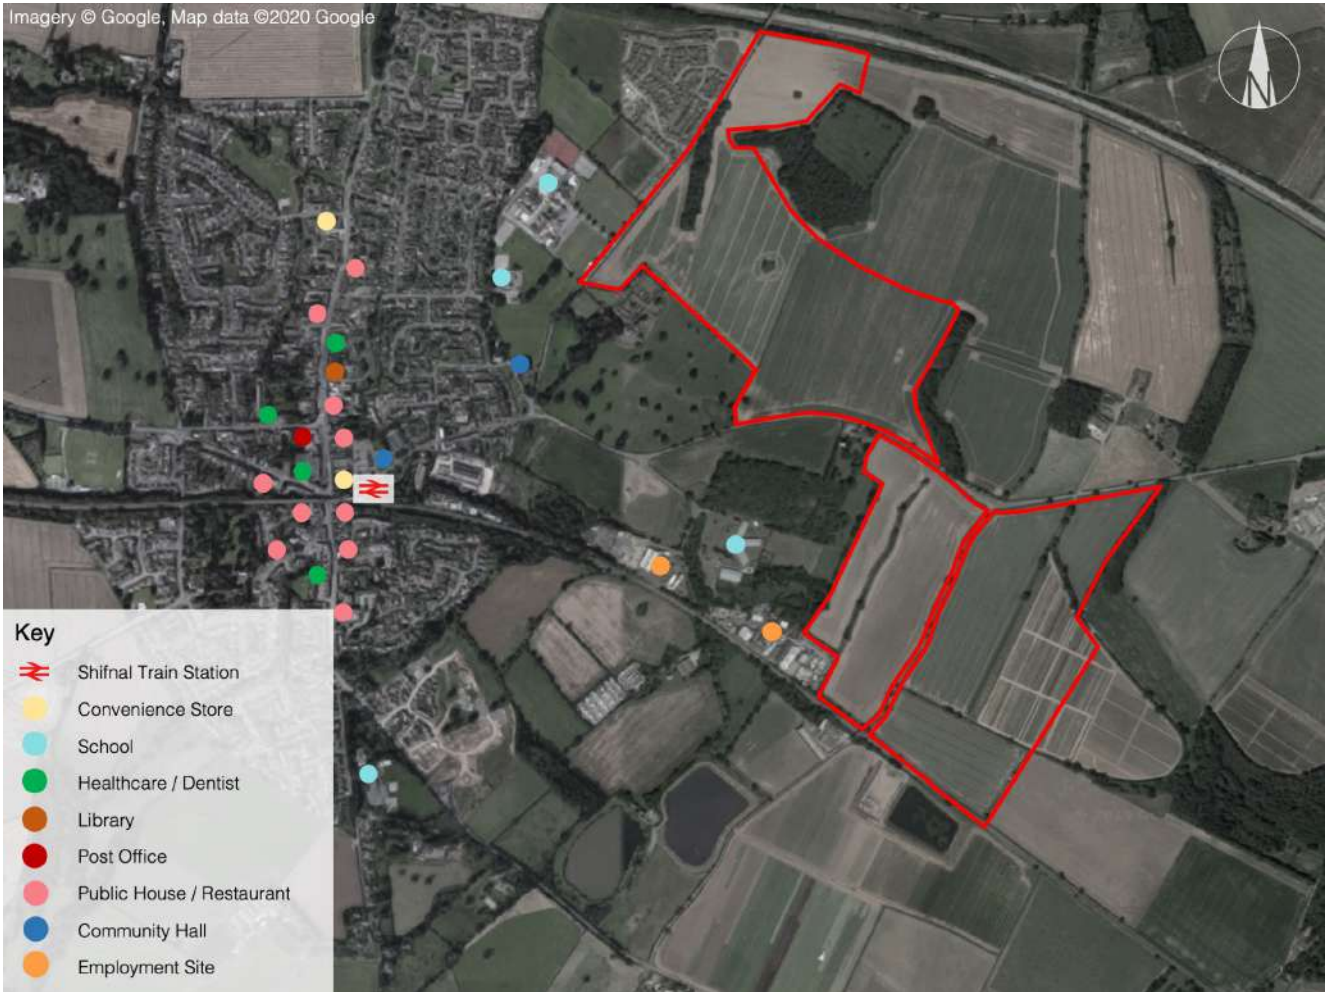 Imagery © Google, Map data ©2020 Google
N
Key
Shifnal Train Station
Convenience Store
School
Healthcare / Dentist
Library
Post Office
Public House / Restaurant
Community Hall
Employment Site